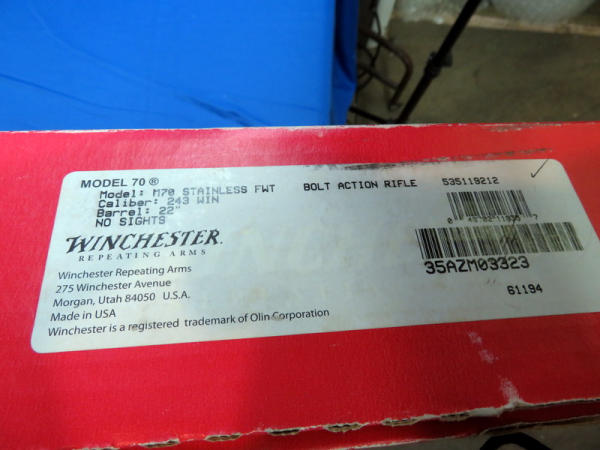 MODEL 70 ®
Model: M70 STAINLESS FWT BOLT ACTION RIFLE 535119212
Caliber: 243 WIN
Barrel: 22"
NO SIGHTS
WINCHESTER.
REPEATING ARMS
35AZM03323
61194
Winchester Repeating Arms
275 Winchester Avenue
Morgan, Utah 84050 U.S.A.
Made in USA
Winchester is a registered trademark of Olin Corporation